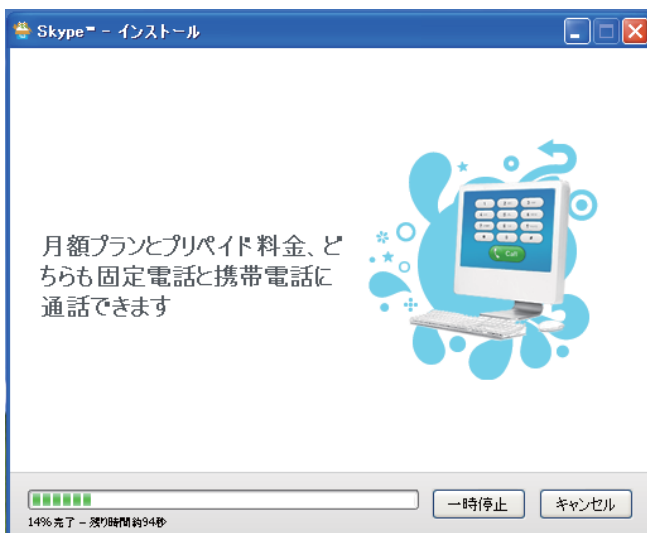 Skype™ - インストール
月額プランとプリペイド料金、ど
ちらも固定電話と携帯電話に
通話できます
Call
一時停止
キャンセル
14% 完了 - 残り時間 約94秒